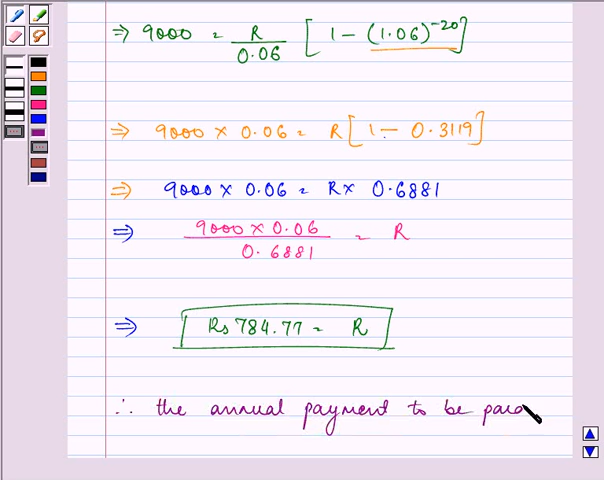 ⇒ 9000 = R/0.06 [ 1 - (1.06)^-20 ]
⇒ 9000 × 0.06 = R [ 1 - 0.3119 ]
⇒ 9000 × 0.06 = R × 0.6881
⇒ 9000 × 0.06 / 0.6881 = R
⇒ Rs 784.77 = R
∴ the annual payment to be